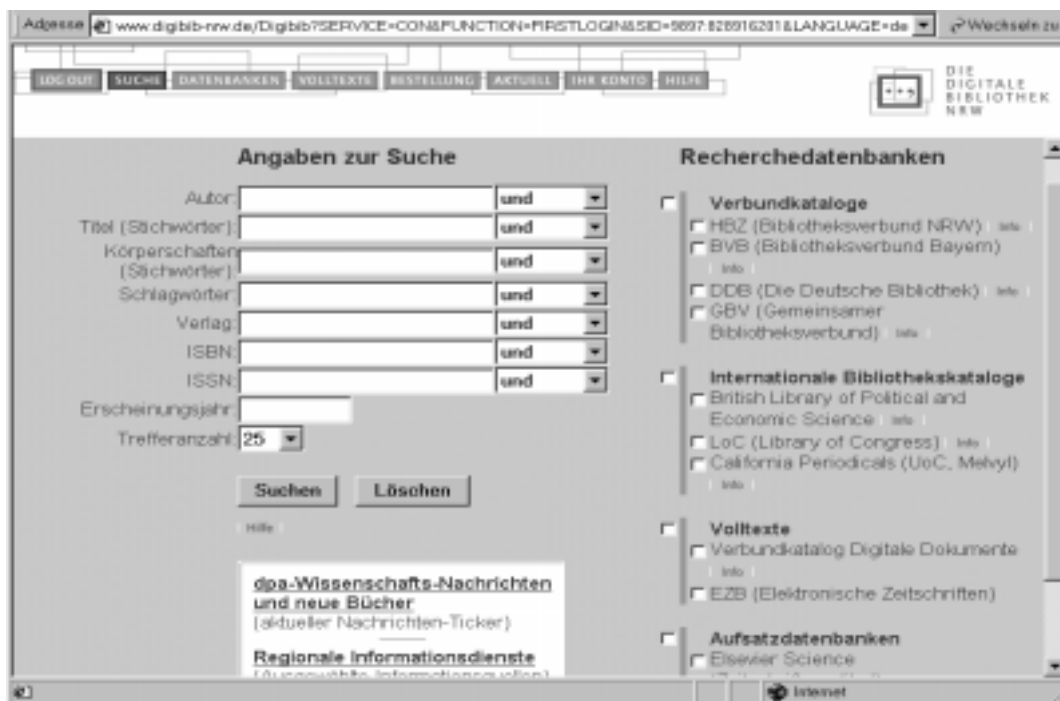 Adresse www.digibib-nrw.de/Digibib?SERVICE=CON&FUNCTION=FIRSTLOGIN&SID=9897:828916281&LANGUAGE=de Wechseln zu
LOG OUT SUCHE DATENBANKEN VOLLTEXTE BESTELLUNG AKTUELL IHR KONTO HILFE
DIE
DIGITALE
BIBLIOTHEK
NRW
Angaben zur Suche
Autor: und
Titel (Stichwörter): und
Körperschaften
(Stichwörter): und
Schlagwörter: und
Verlag: und
ISBN: und
ISSN: und
Erscheinungsjahr:
Trefferanzahl: 25
Suchen Löschen
Hilfe
dpa-Wissenschafts-Nachrichten
und neue Bücher
(aktueller Nachrichten-Ticker)
Regionale Informationsdienste
(Ausgewählte Informationsquellen)
Recherchedatenbanken
Verbundkataloge
HBZ (Bibliotheksverbund NRW) Info
BVB (Bibliotheksverbund Bayern)
Info
DDB (Die Deutsche Bibliothek) Info
GBV (Gemeinsamer
Bibliotheksverbund) Info
Internationale Bibliothekskataloge
British Library of Political and
Economic Science Info
LoC (Library of Congress) Info
California Periodicals (UoC, Melvyl)
Info
Volltexte
Verbundkatalog Digitale Dokumente
Info
EZB (Elektronische Zeitschriften)
Aufsatzdatenbanken
Elsevier Science
Internet